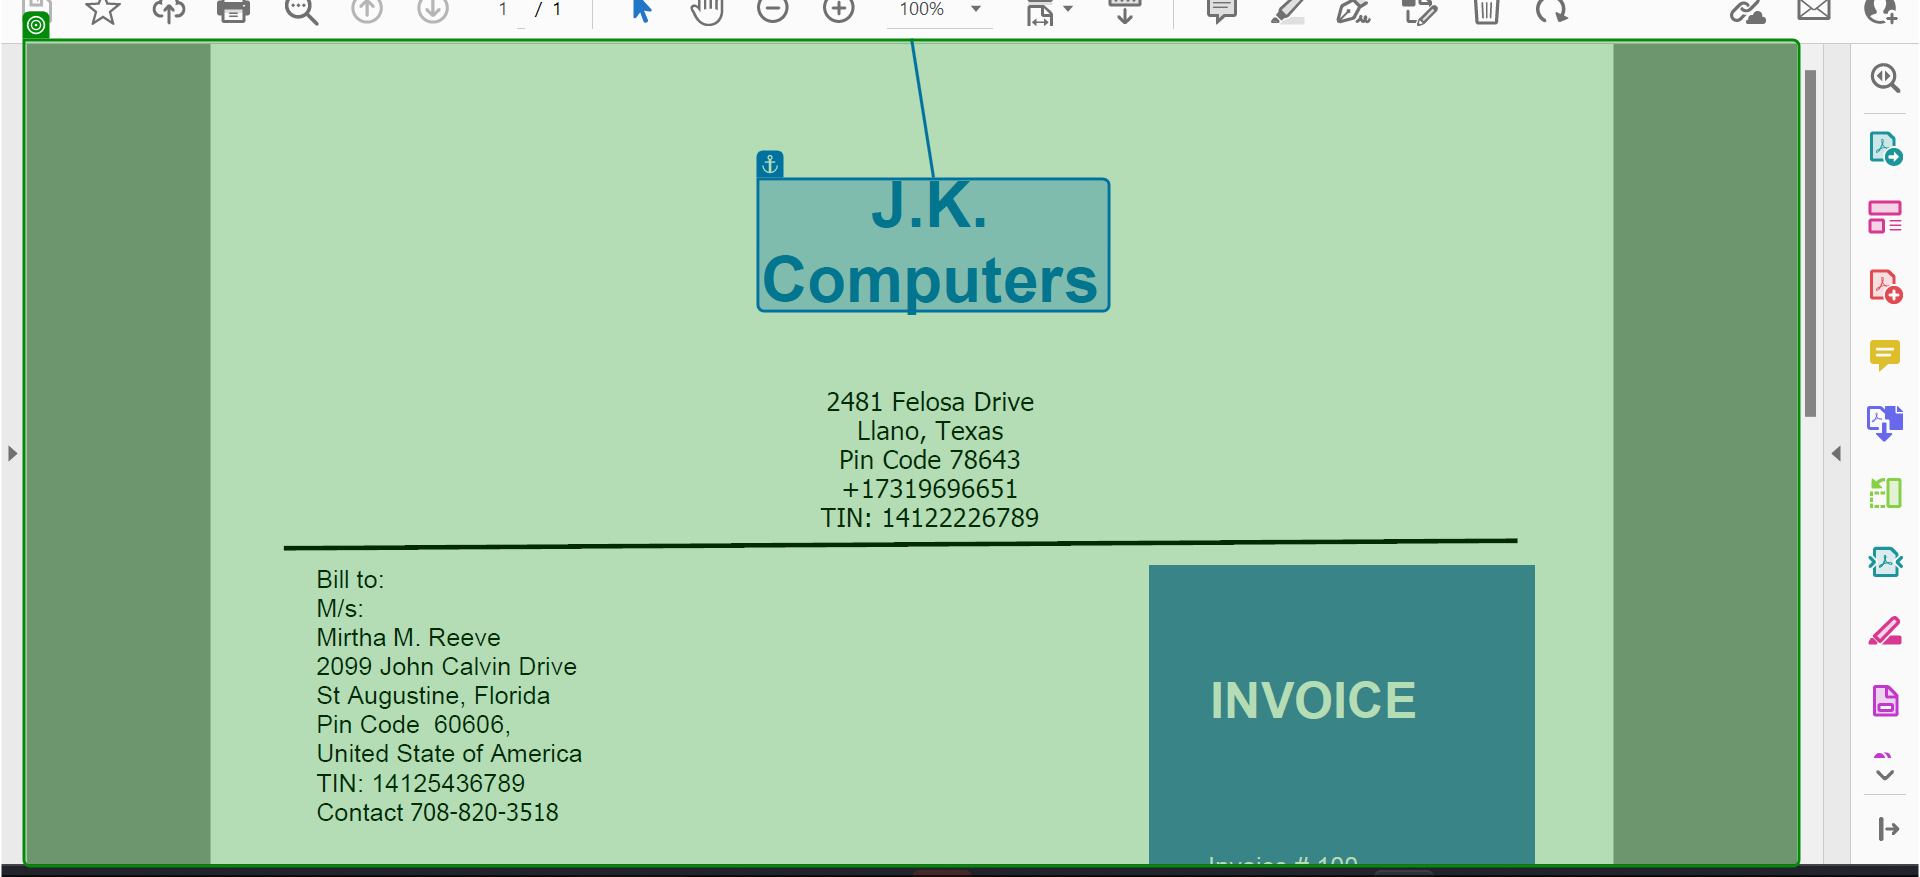 1 / 1
100%
J.K.
Computers
2481 Felosa Drive
Llano, Texas
Pin Code 78643
+17319696651
TIN: 14122226789
Bill to:
M/s:
Mirtha M. Reeve
2099 John Calvin Drive
St Augustine, Florida
Pin Code 60606,
United State of America
TIN: 14125436789
Contact 708-820-3518
INVOICE
Invoice # 100